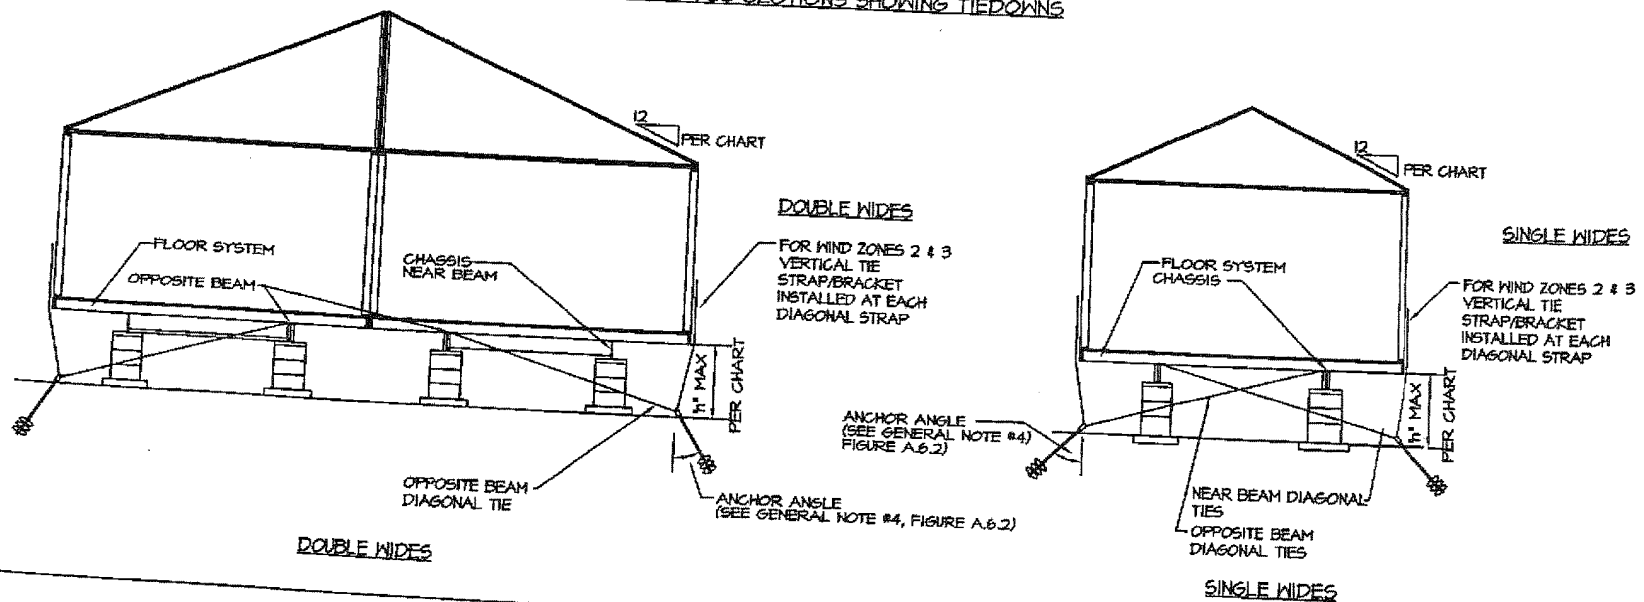 SECTIONS SHOWING TIEDOWNS
12
PER CHART
DOUBLE WIDES
FLOOR SYSTEM
OPPOSITE BEAM
CHASSIS
NEAR BEAM
FOR WIND ZONES 2 & 3
VERTICAL TIE
STRAP/BRACKET
INSTALLED AT EACH
DIAGONAL STRAP
"h" MAX
PER CHART
OPPOSITE BEAM
DIAGONAL TIE
ANCHOR ANGLE
(SEE GENERAL NOTE #4, FIGURE A.6.2)
DOUBLE WIDES
12
PER CHART
SINGLE WIDES
FLOOR SYSTEM
CHASSIS
FOR WIND ZONES 2 & 3
VERTICAL TIE
STRAP/BRACKET
INSTALLED AT EACH
DIAGONAL STRAP
"h" MAX
PER CHART
ANCHOR ANGLE
(SEE GENERAL NOTE #4)
FIGURE A.6.2)
NEAR BEAM DIAGONAL
TIES
OPPOSITE BEAM
DIAGONAL TIES
SINGLE WIDES